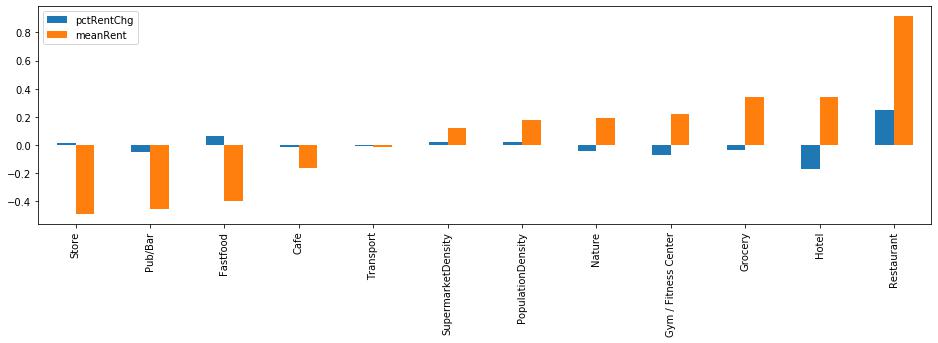 pctRentChg
meanRent
0.8
0.6
0.4
0.2
0.0
−0.2
−0.4
Store
Pub/Bar
Fastfood
Cafe
Transport
SupermarketDensity
PopulationDensity
Nature
Gym / Fitness Center
Grocery
Hotel
Restaurant